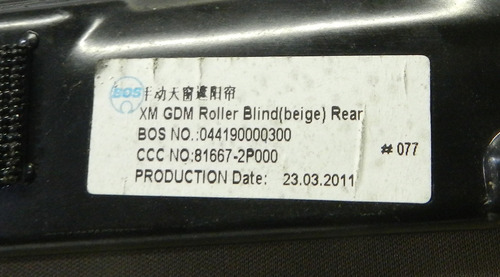 BOS 手动天窗遮阳帘
XM GDM Roller Blind(beige) Rear
BOS NO.:044190000300
CCC NO:81667-2P000
# 077
PRODUCTION Date: 23.03.2011